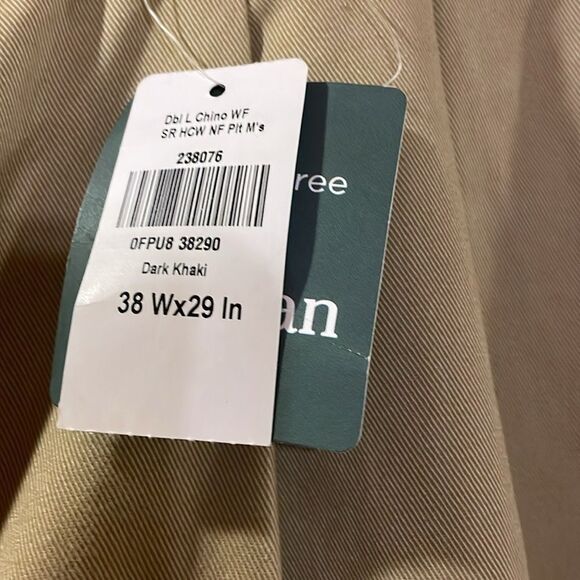 Dbl L Chino WF
SR HCW NF Plt M's
238076
0FPU8 38290
Dark Khaki
38 Wx29 In
ree
an